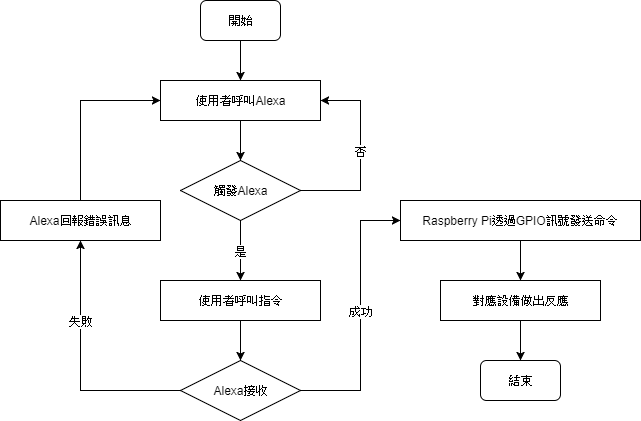 開始
使用者呼叫Alexa
否
觸發Alexa
Alexa回報錯誤訊息
Raspberry Pi透過GPIO訊號發送命令
是
使用者呼叫指令
對應設備做出反應
成功
失敗
Alexa接收
結束